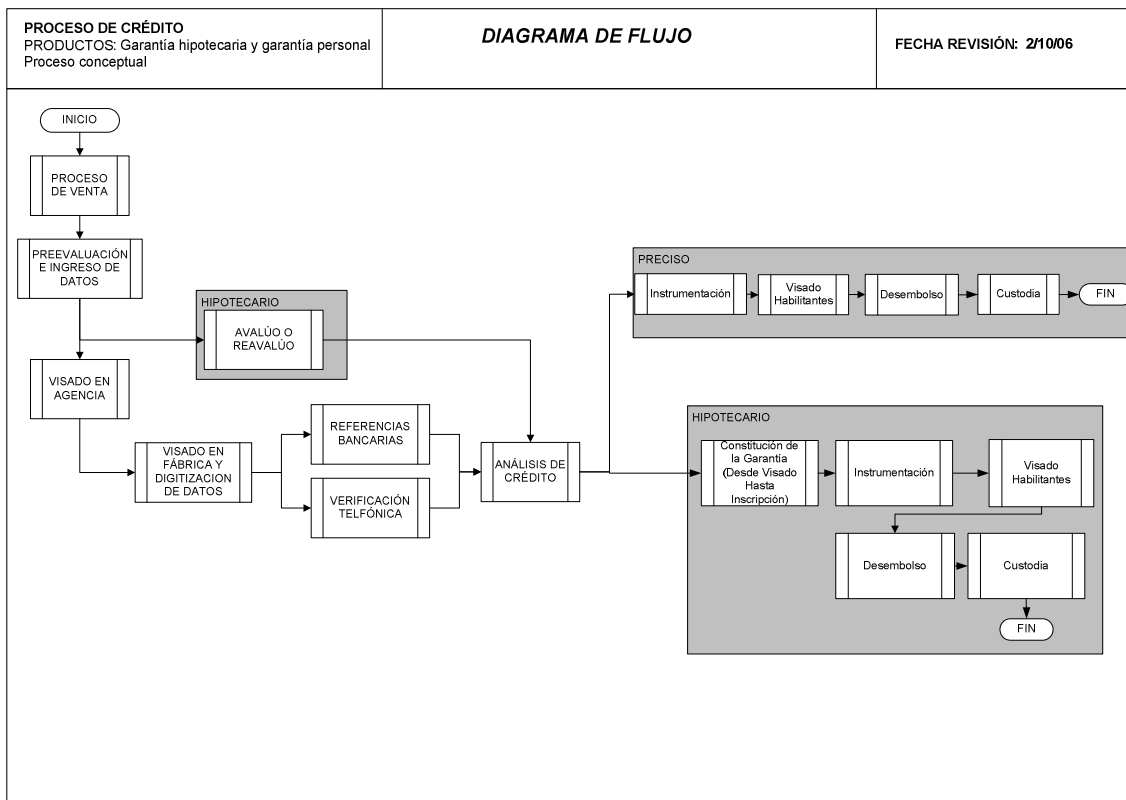 PROCESO DE CRÉDITO
PRODUCTOS: Garantía hipotecaria y garantía personal
Proceso conceptual
DIAGRAMA DE FLUJO
FECHA REVISIÓN: 2/10/06
INICIO
PROCESO
DE VENTA
PREEVALUACIÓN
E INGRESO DE
DATOS
HIPOTECARIO
AVALÚO O
REAVALÚO
VISADO EN
AGENCIA
VISADO EN
FÁBRICA Y
DIGITIZACION
DE DATOS
REFERENCIAS
BANCARIAS
VERIFICACIÓN
TELFÓNICA
ANÁLISIS DE
CRÉDITO
PRECISO
Instrumentación
Visado
Habilitantes
Desembolso
Custodia
FIN
HIPOTECARIO
Constitución de
la Garantía
(Desde Visado
Hasta
Inscripción)
Instrumentación
Visado
Habilitantes
Desembolso
Custodia
FIN